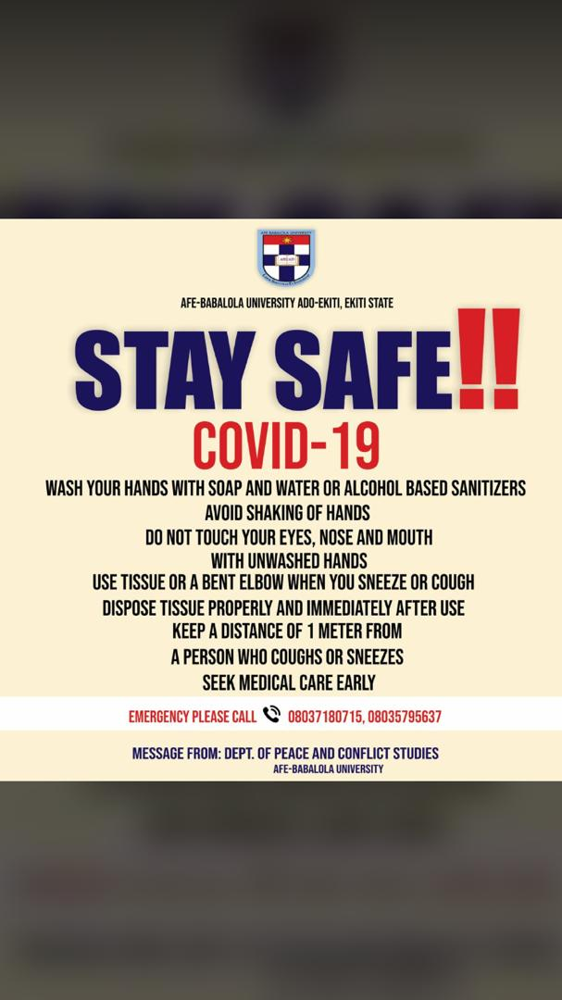 AFE BABALOLA UNIVERSITY
AFE-BABALOLA UNIVERSITY ADO-EKITI, EKITI STATE
STAY SAFE!!
COVID-19
WASH YOUR HANDS WITH SOAP AND WATER OR ALCOHOL BASED SANITIZERS
AVOID SHAKING OF HANDS
DO NOT TOUCH YOUR EYES, NOSE AND MOUTH
WITH UNWASHED HANDS
USE TISSUE OR A BENT ELBOW WHEN YOU SNEEZE OR COUGH
DISPOSE TISSUE PROPERLY AND IMMEDIATELY AFTER USE
KEEP A DISTANCE OF 1 METER FROM
A PERSON WHO COUGHS OR SNEEZES
SEEK MEDICAL CARE EARLY
EMERGENCY PLEASE CALL 08037180715, 08035795637
MESSAGE FROM: DEPT. OF PEACE AND CONFLICT STUDIES
AFE-BABALOLA UNIVERSITY